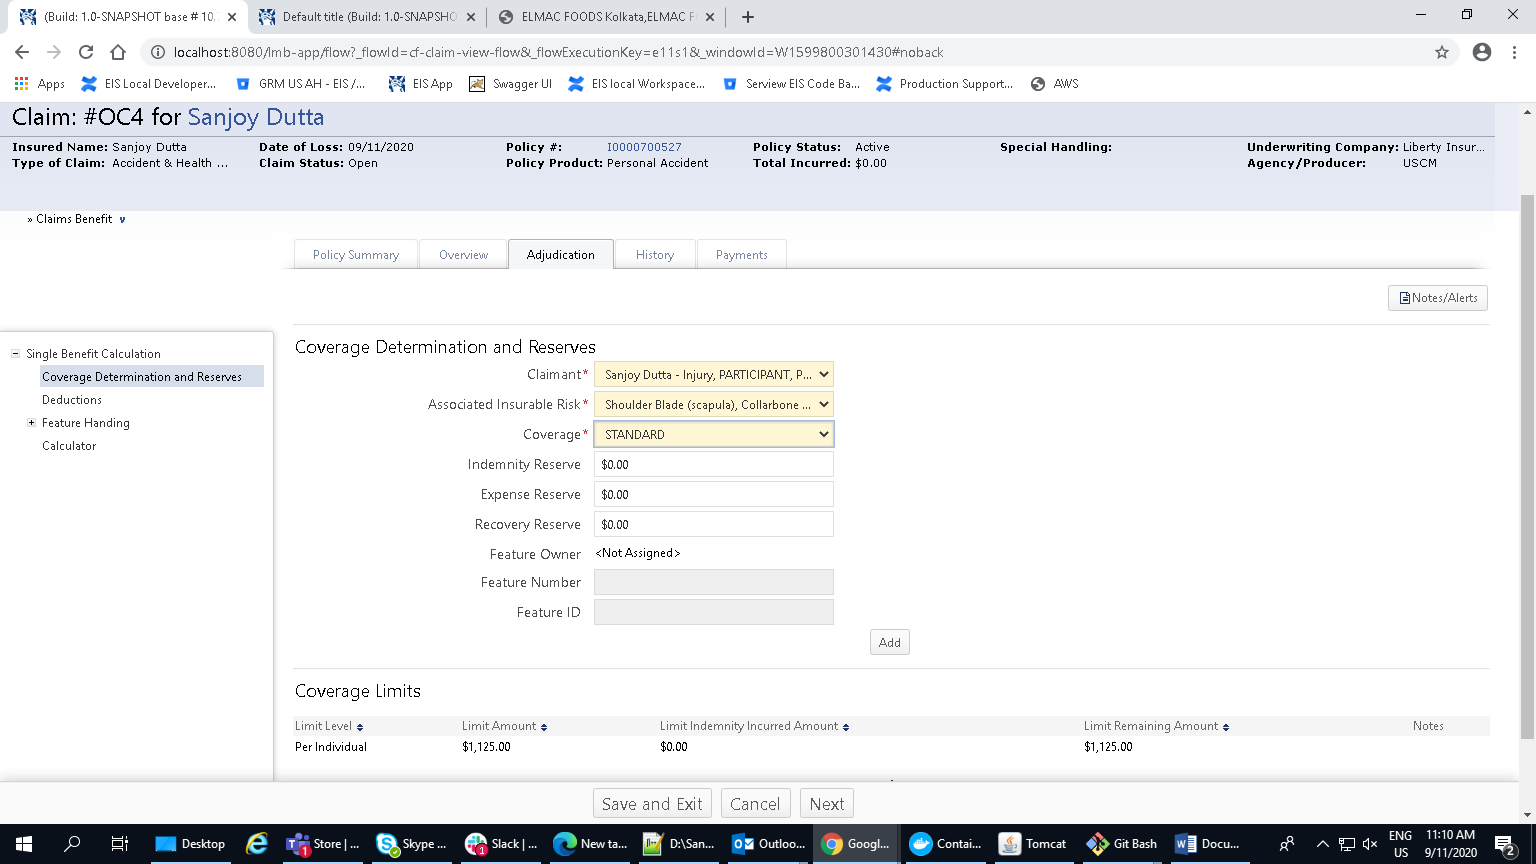 (Build: 1.0-SNAPSHOT base # 10.
Default title (Build: 1.0-SNAPSHO
ELMAC FOODS Kolkata,ELMAC F
localhost:8080/lmb-app/flow?_flowId=cf-claim-view-flow&_flowExecutionKey=e11s1&_windowId=W1599800301430#noback
Apps EIS Local Developer... GRM US AH - EIS /... EIS App Swagger UI EIS local Workspace... Serview EIS Code Ba... Production Support... AWS
Claim: #OC4 for Sanjoy Dutta
Insured Name: Sanjoy Dutta Date of Loss: 09/11/2020 Policy #: I0000700527 Policy Status: Active Special Handling: Underwriting Company: Liberty Insur...
Type of Claim: Accident & Health ... Claim Status: Open Policy Product: Personal Accident Total Incurred: $0.00 Agency/Producer: USCM
» Claims Benefit v
Policy Summary Overview Adjudication History Payments
Notes/Alerts
Single Benefit Calculation
Coverage Determination and Reserves
Deductions
Feature Handing
Calculator
Coverage Determination and Reserves
Claimant* Sanjoy Dutta - Injury, PARTICIPANT, P...
Associated Insurable Risk* Shoulder Blade (scapula), Collarbone ...
Coverage* STANDARD
Indemnity Reserve $0.00
Expense Reserve $0.00
Recovery Reserve $0.00
Feature Owner <Not Assigned>
Feature Number
Feature ID
Add
Coverage Limits
Limit Level Limit Amount Limit Indemnity Incurred Amount Limit Remaining Amount Notes
Per Individual $1,125.00 $0.00 $1,125.00
Save and Exit Cancel Next
Desktop Store | ... Skype ... Slack | ... New ta... D:\San... Outloo... Googl... Contai... Tomcat Git Bash Docu...
ENG 11:10 AM
US 9/11/2020 2